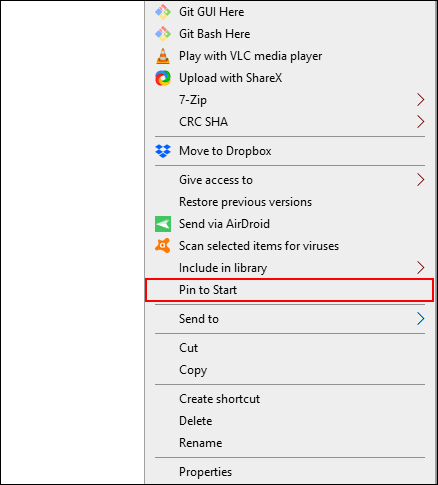 Git GUI Here
Git Bash Here
Play with VLC media player
Upload with ShareX
7-Zip
CRC SHA
Move to Dropbox
Give access to
Restore previous versions
Send via AirDroid
Scan selected items for viruses
Include in library
Pin to Start
Send to
Cut
Copy
Create shortcut
Delete
Rename
Properties